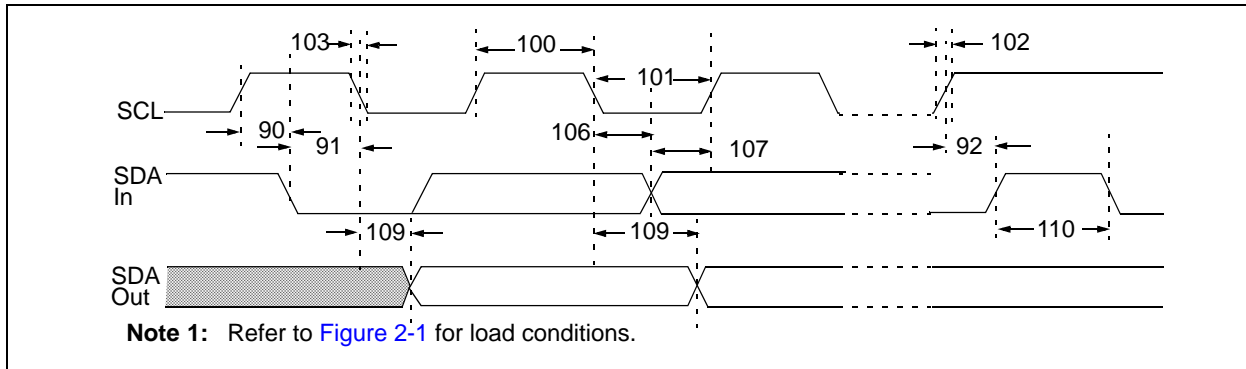 103 100 101 102
SCL
90 91 106 107 92
SDA
In
109 109 110
SDA
Out
Note 1: Refer to Figure 2-1 for load conditions.